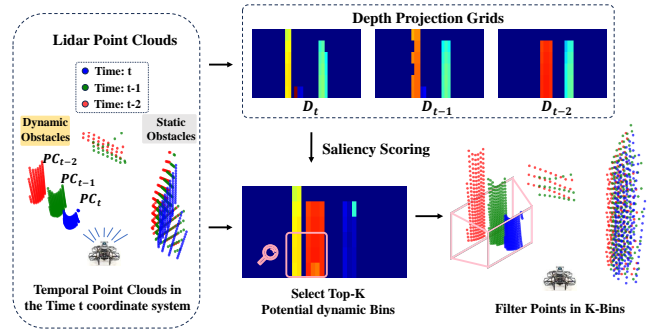 Lidar Point Clouds
Time: t
Time: t-1
Time: t-2
Dynamic
Obstacles
Static
Obstacles
PCₜ₋₂
PCₜ₋₁
PCₜ
Temporal Point Clouds in
the Time t coordinate system
Depth Projection Grids
Dₜ
Dₜ₋₁
Dₜ₋₂
Saliency Scoring
Select Top-K
Potential dynamic Bins
Filter Points in K-Bins